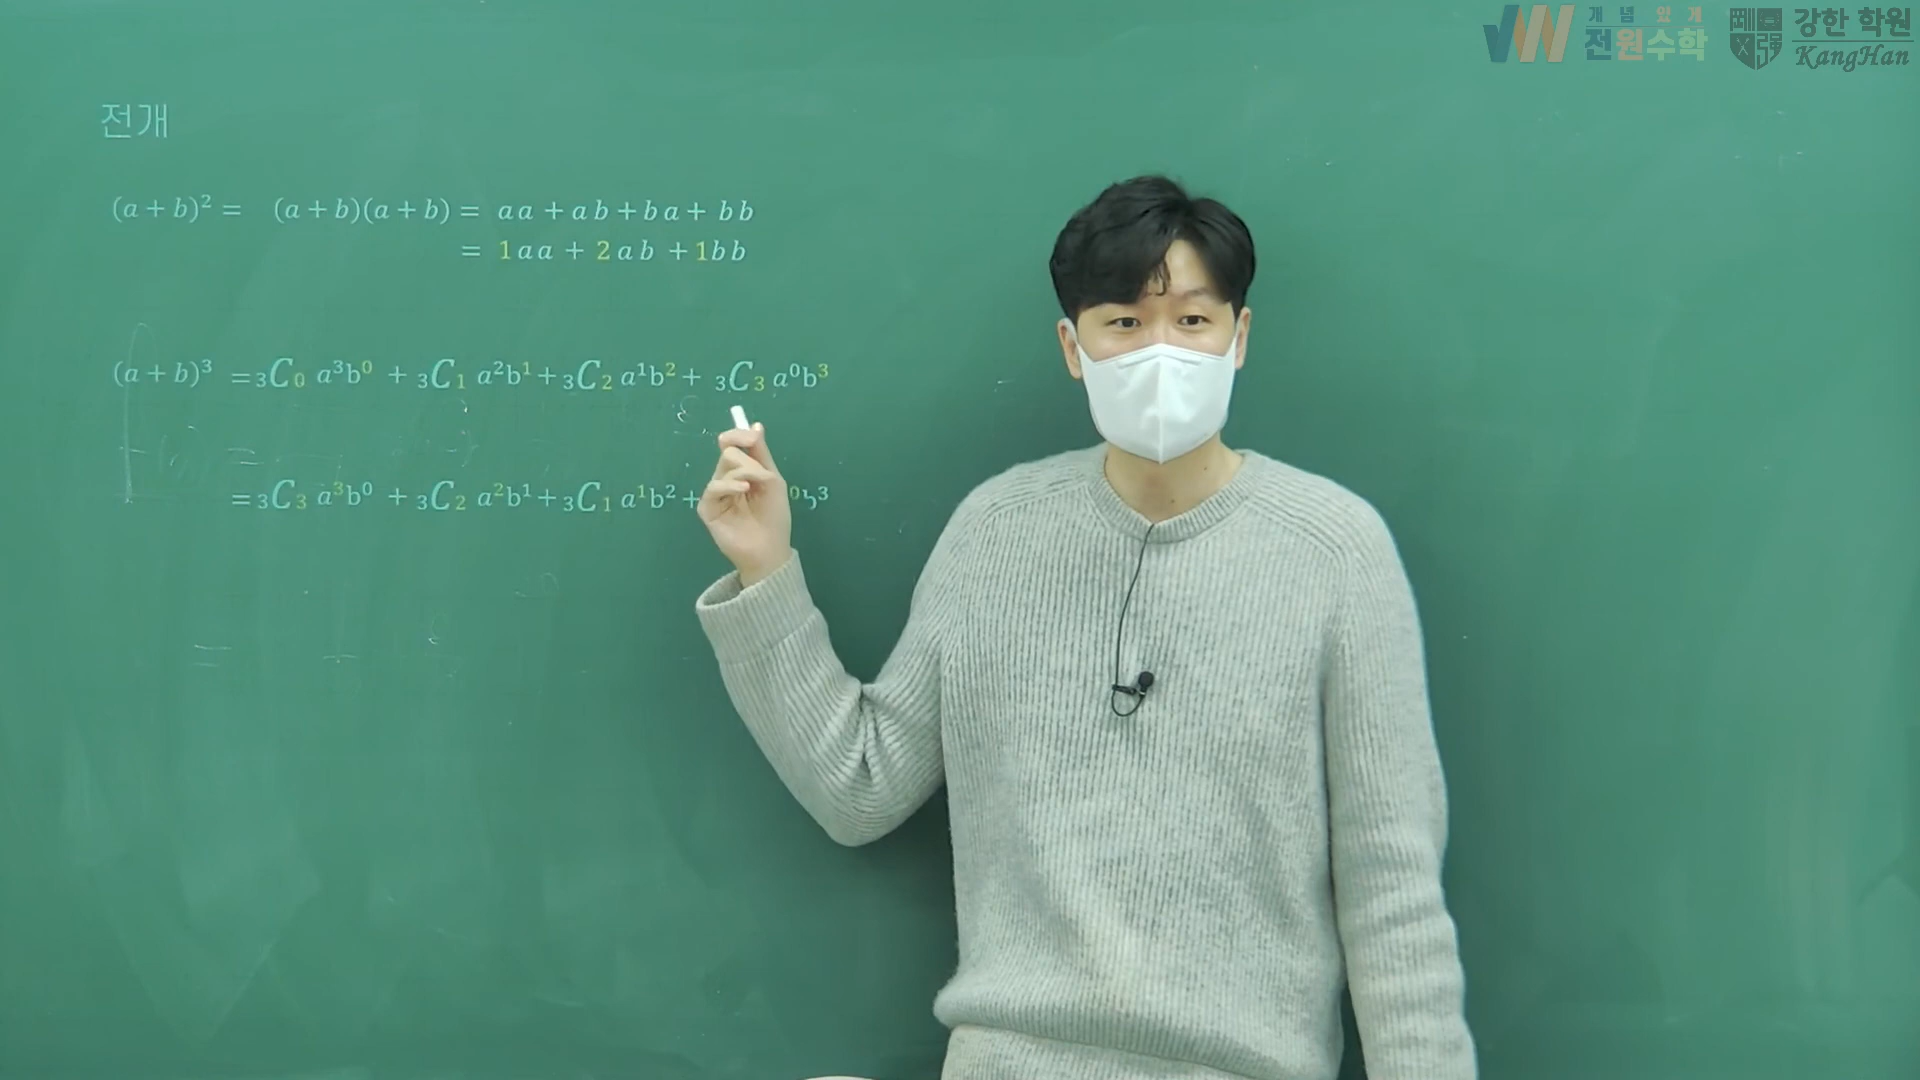 개념있게
전원수학
강한 학원
KangHan
전개
(a + b)² = (a + b)(a + b) = aa + ab + ba + bb
= 1aa + 2ab + 1bb
(a + b)³ = ₃C₀ a³b⁰ + ₃C₁ a²b¹ + ₃C₂ a¹b² + ₃C₃ a⁰b³
= ₃C₃ a³b⁰ + ₃C₂ a²b¹ + ₃C₁ a¹b² + ⁰b³